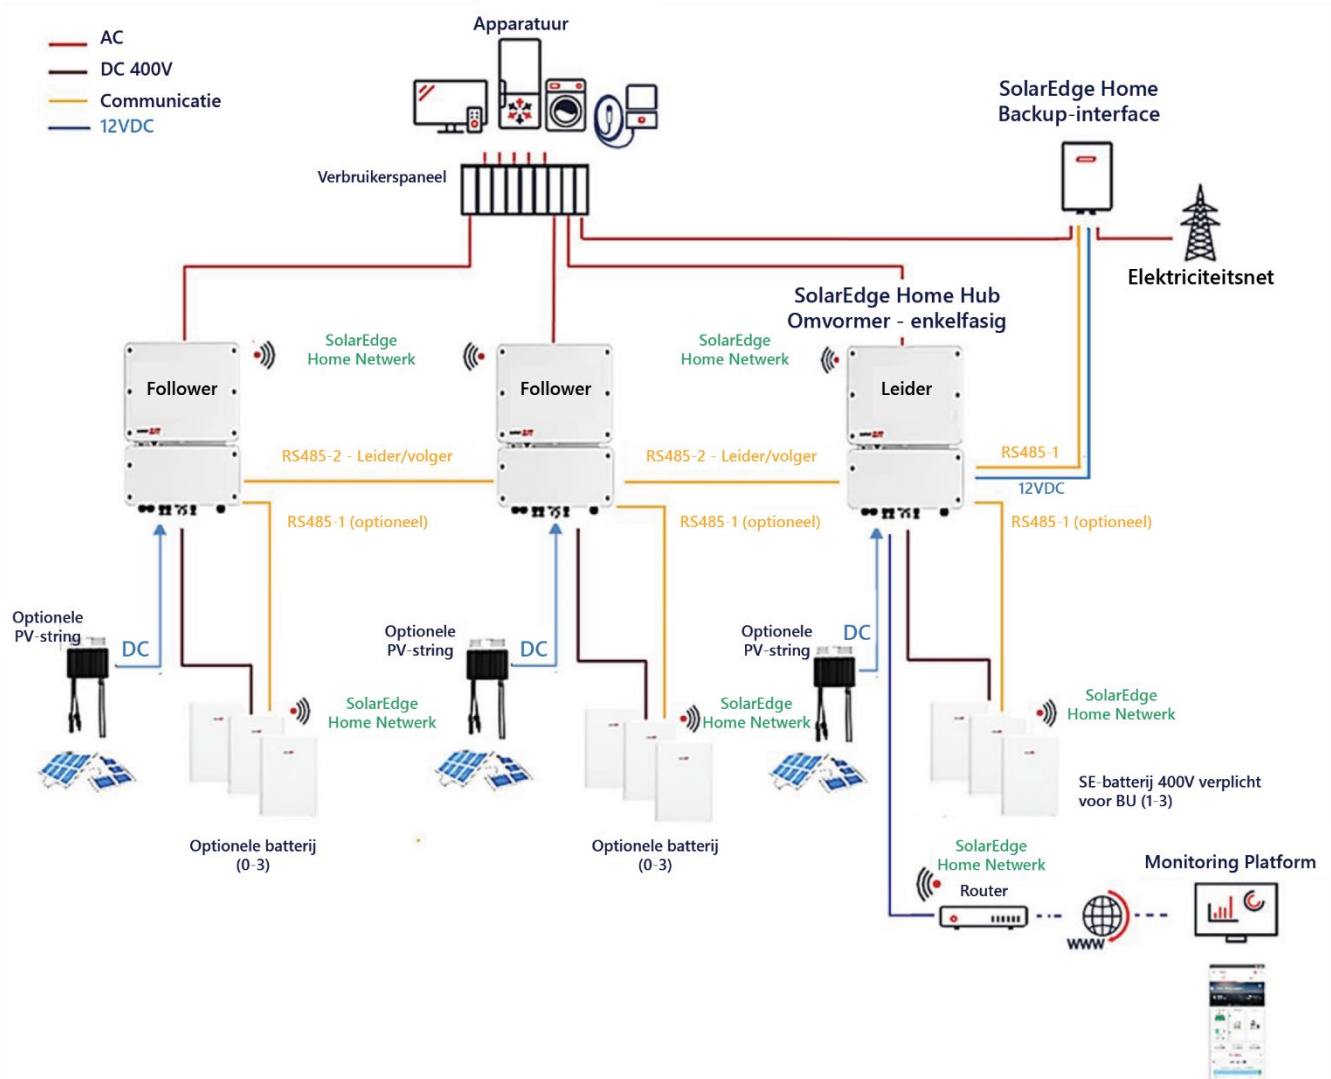 AC
DC 400V
Communicatie
12VDC
Apparatuur
Verbruikerspaneel
SolarEdge Home
Backup-interface
Elektriciteitsnet
SolarEdge Home Hub
Omvormer - enkelfasig
SolarEdge
Home Netwerk
SolarEdge
Home Netwerk
Follower
Follower
Leider
RS485-2 - Leider/volger
RS485-2 - Leider/volger
RS485-1
12VDC
RS485-1 (optioneel)
RS485-1 (optioneel)
RS485-1 (optioneel)
Optionele
PV-string
DC
Optionele
PV-string
DC
Optionele
PV-string
DC
SolarEdge
Home Netwerk
SolarEdge
Home Netwerk
SolarEdge
Home Netwerk
SE-batterij 400V verplicht
voor BU (1-3)
Optionele batterij
(0-3)
Optionele batterij
(0-3)
SolarEdge
Home Netwerk
Router
www
Monitoring Platform